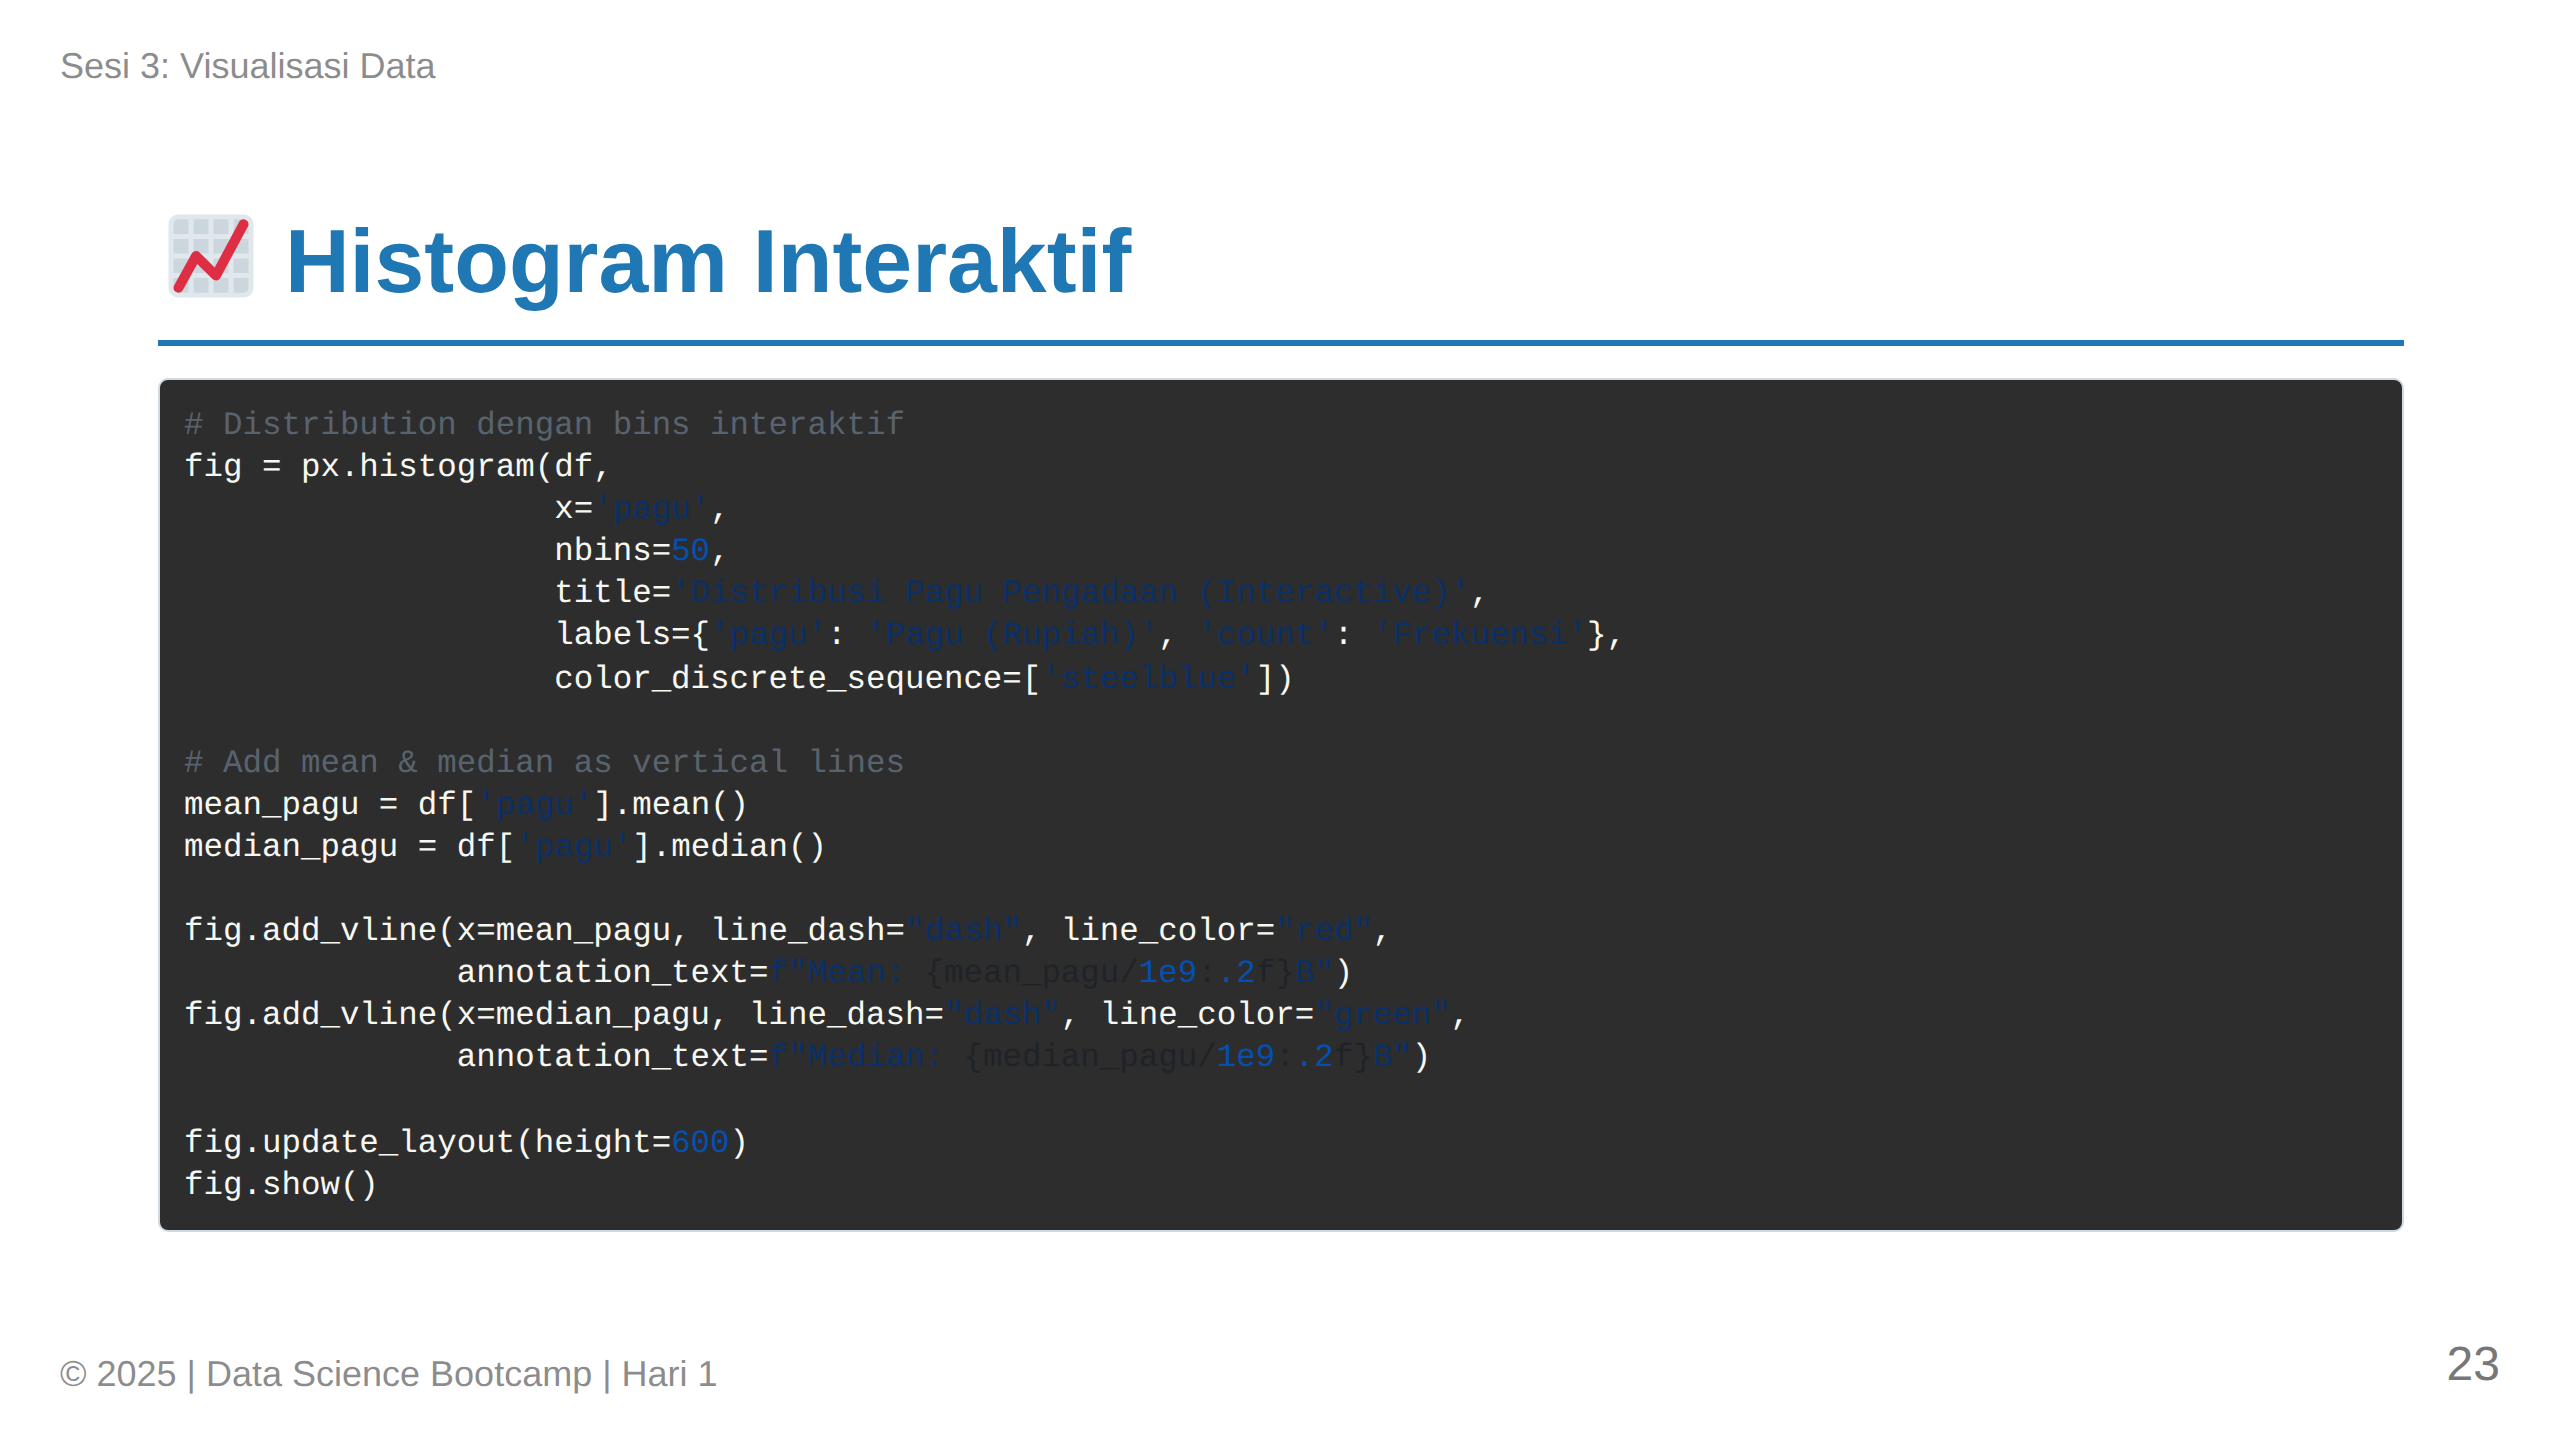 Sesi 3: Visualisasi Data
📈 Histogram Interaktif
# Distribution dengan bins interaktif
fig = px.histogram(df,
                   x='pagu',
                   nbins=50,
                   title='Distribusi Pagu Pengadaan (Interactive)',
                   labels={'pagu': 'Pagu (Rupiah)', 'count': 'Frekuensi'},
                   color_discrete_sequence=['steelblue'])

# Add mean & median as vertical lines
mean_pagu = df['pagu'].mean()
median_pagu = df['pagu'].median()

fig.add_vline(x=mean_pagu, line_dash="dash", line_color="red",
              annotation_text=f"Mean: {mean_pagu/1e9:.2f}B")
fig.add_vline(x=median_pagu, line_dash="dash", line_color="green",
              annotation_text=f"Median: {median_pagu/1e9:.2f}B")

fig.update_layout(height=600)
fig.show()
© 2025 | Data Science Bootcamp | Hari 1
23